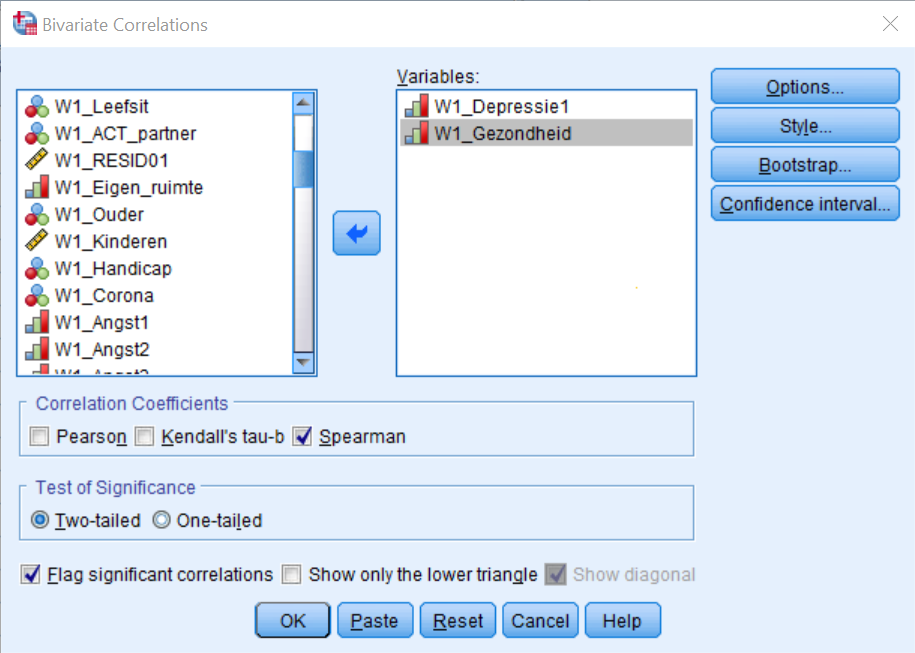 Bivariate Correlations
Variables:
W1_Leefsit
W1_ACT_partner
W1_RESID01
W1_Eigen_ruimte
W1_Ouder
W1_Kinderen
W1_Handicap
W1_Corona
W1_Angst1
W1_Angst2
W1_Depressie1
W1_Gezondheid
Options...
Style...
Bootstrap...
Confidence interval...
Correlation Coefficients
Pearson Kendall's tau-b Spearman
Test of Significance
Two-tailed One-tailed
Flag significant correlations Show only the lower triangle Show diagonal
OK Paste Reset Cancel Help